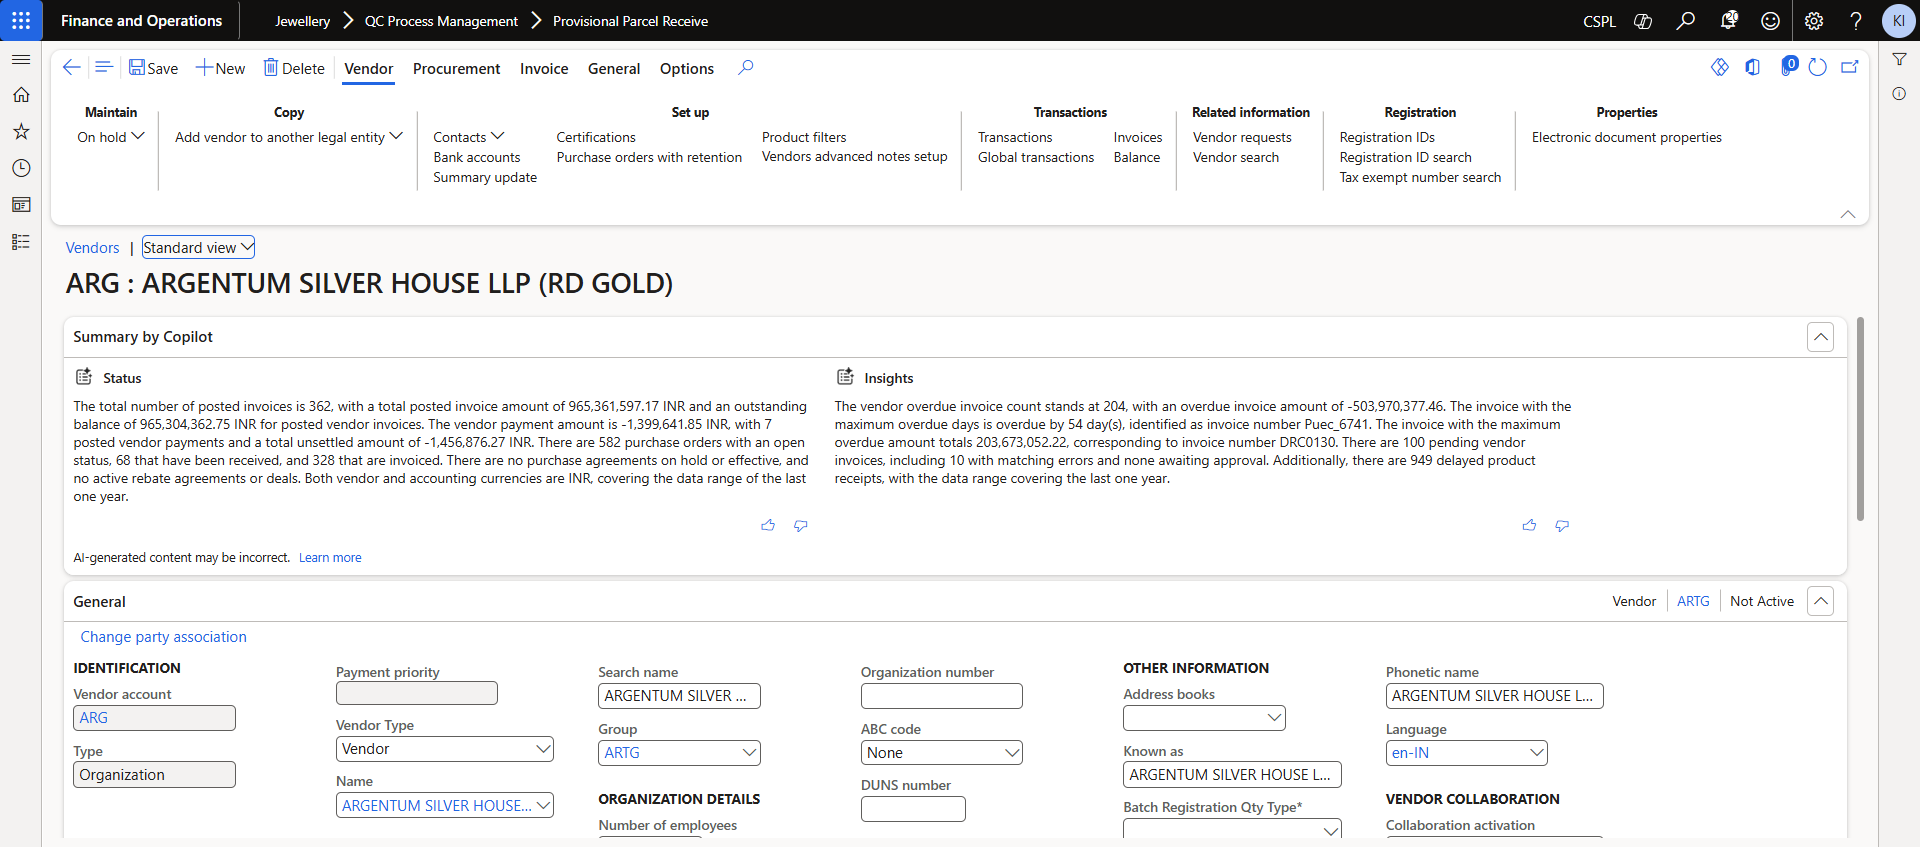 Finance and Operations
Jewellery > QC Process Management > Provisional Parcel Receive
CSPL
20
KI
Save
New
Delete
Vendor
Procurement
Invoice
General
Options
0
Maintain
On hold
Copy
Add vendor to another legal entity
Set up
Contacts
Bank accounts
Summary update
Certifications
Purchase orders with retention
Product filters
Vendors advanced notes setup
Transactions
Transactions
Global transactions
Invoices
Balance
Related information
Vendor requests
Vendor search
Registration
Registration IDs
Registration ID search
Tax exempt number search
Properties
Electronic document properties
Vendors | Standard view
ARG : ARGENTUM SILVER HOUSE LLP (RD GOLD)
Summary by Copilot
Status
The total number of posted invoices is 362, with a total posted invoice amount of 965,361,597.17 INR and an outstanding
balance of 965,304,362.75 INR for posted vendor invoices. The vendor payment amount is -1,399,641.85 INR, with 7
posted vendor payments and a total unsettled amount of -1,456,876.27 INR. There are 582 purchase orders with an open
status, 68 that have been received, and 328 that are invoiced. There are no purchase agreements on hold or effective, and
no active rebate agreements or deals. Both vendor and accounting currencies are INR, covering the data range of the last
one year.
Insights
The vendor overdue invoice count stands at 204, with an overdue invoice amount of -503,970,377.46. The invoice with the
maximum overdue days is overdue by 54 day(s), identified as invoice number Puec_6741. The invoice with the maximum
overdue amount totals 203,673,052.22, corresponding to invoice number DRC0130. There are 100 pending vendor
invoices, including 10 with matching errors and none awaiting approval. Additionally, there are 949 delayed product
receipts, with the data range covering the last one year.
AI-generated content may be incorrect. Learn more
General
Vendor
ARTG
Not Active
Change party association
IDENTIFICATION
Vendor account
ARG
Type
Organization
Payment priority
Vendor Type
Vendor
Name
ARGENTUM SILVER HOUSE...
Search name
ARGENTUM SILVER ...
Group
ARTG
ORGANIZATION DETAILS
Number of employees
Organization number
ABC code
None
DUNS number
OTHER INFORMATION
Address books
Known as
ARGENTUM SILVER HOUSE L...
Batch Registration Qty Type*
Phonetic name
ARGENTUM SILVER HOUSE L...
Language
en-IN
VENDOR COLLABORATION
Collaboration activation